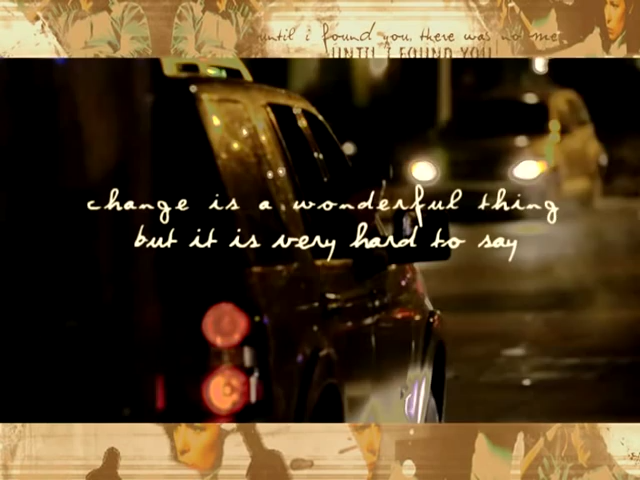 until i found you, there was no me
UNTIL I FOUND YOU
change is a wonderful thing
but it is very hard to say